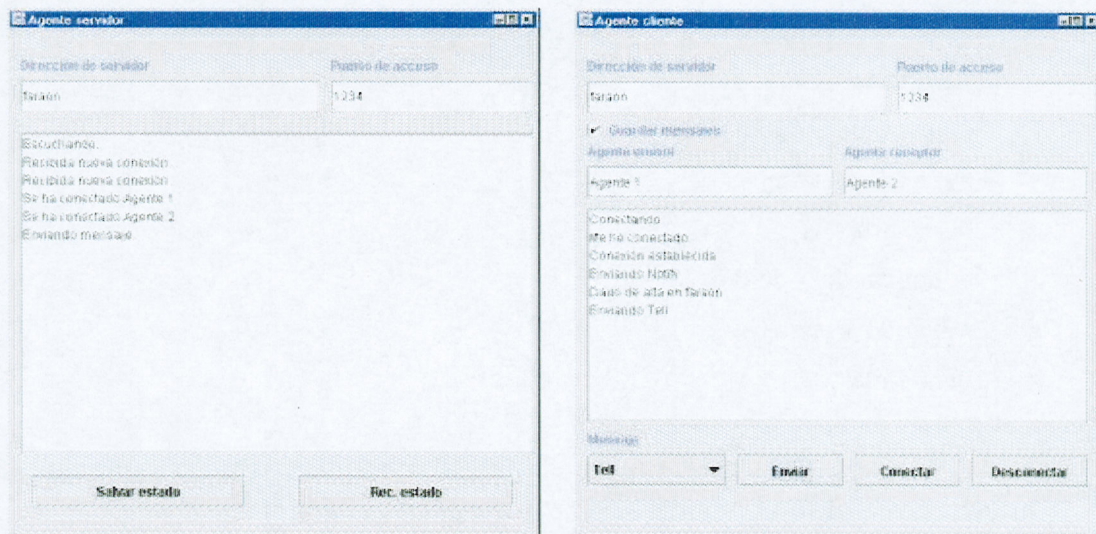 Agente servidor
Dirección de servidor Puerto de acceso
faraon 1234
Escuchando.
Recibida nueva conexión
Recibida nueva conexión
Se ha conectado Agente 1
Se ha conectado Agente 2
Enviando mensaje
Salvar estado Rec. estado
Agente cliente
Dirección de servidor Puerto de acceso
faraon 1234
Guardar mensajes
Agente emisor Agente receptor
Agente 1 Agente 2
Conectando
Me he conectado
Conexión establecida
Enviando Notify
Dado de alta en faraon
Enviando Tell
Mensaje
Tell Enviar Conectar Desconectar